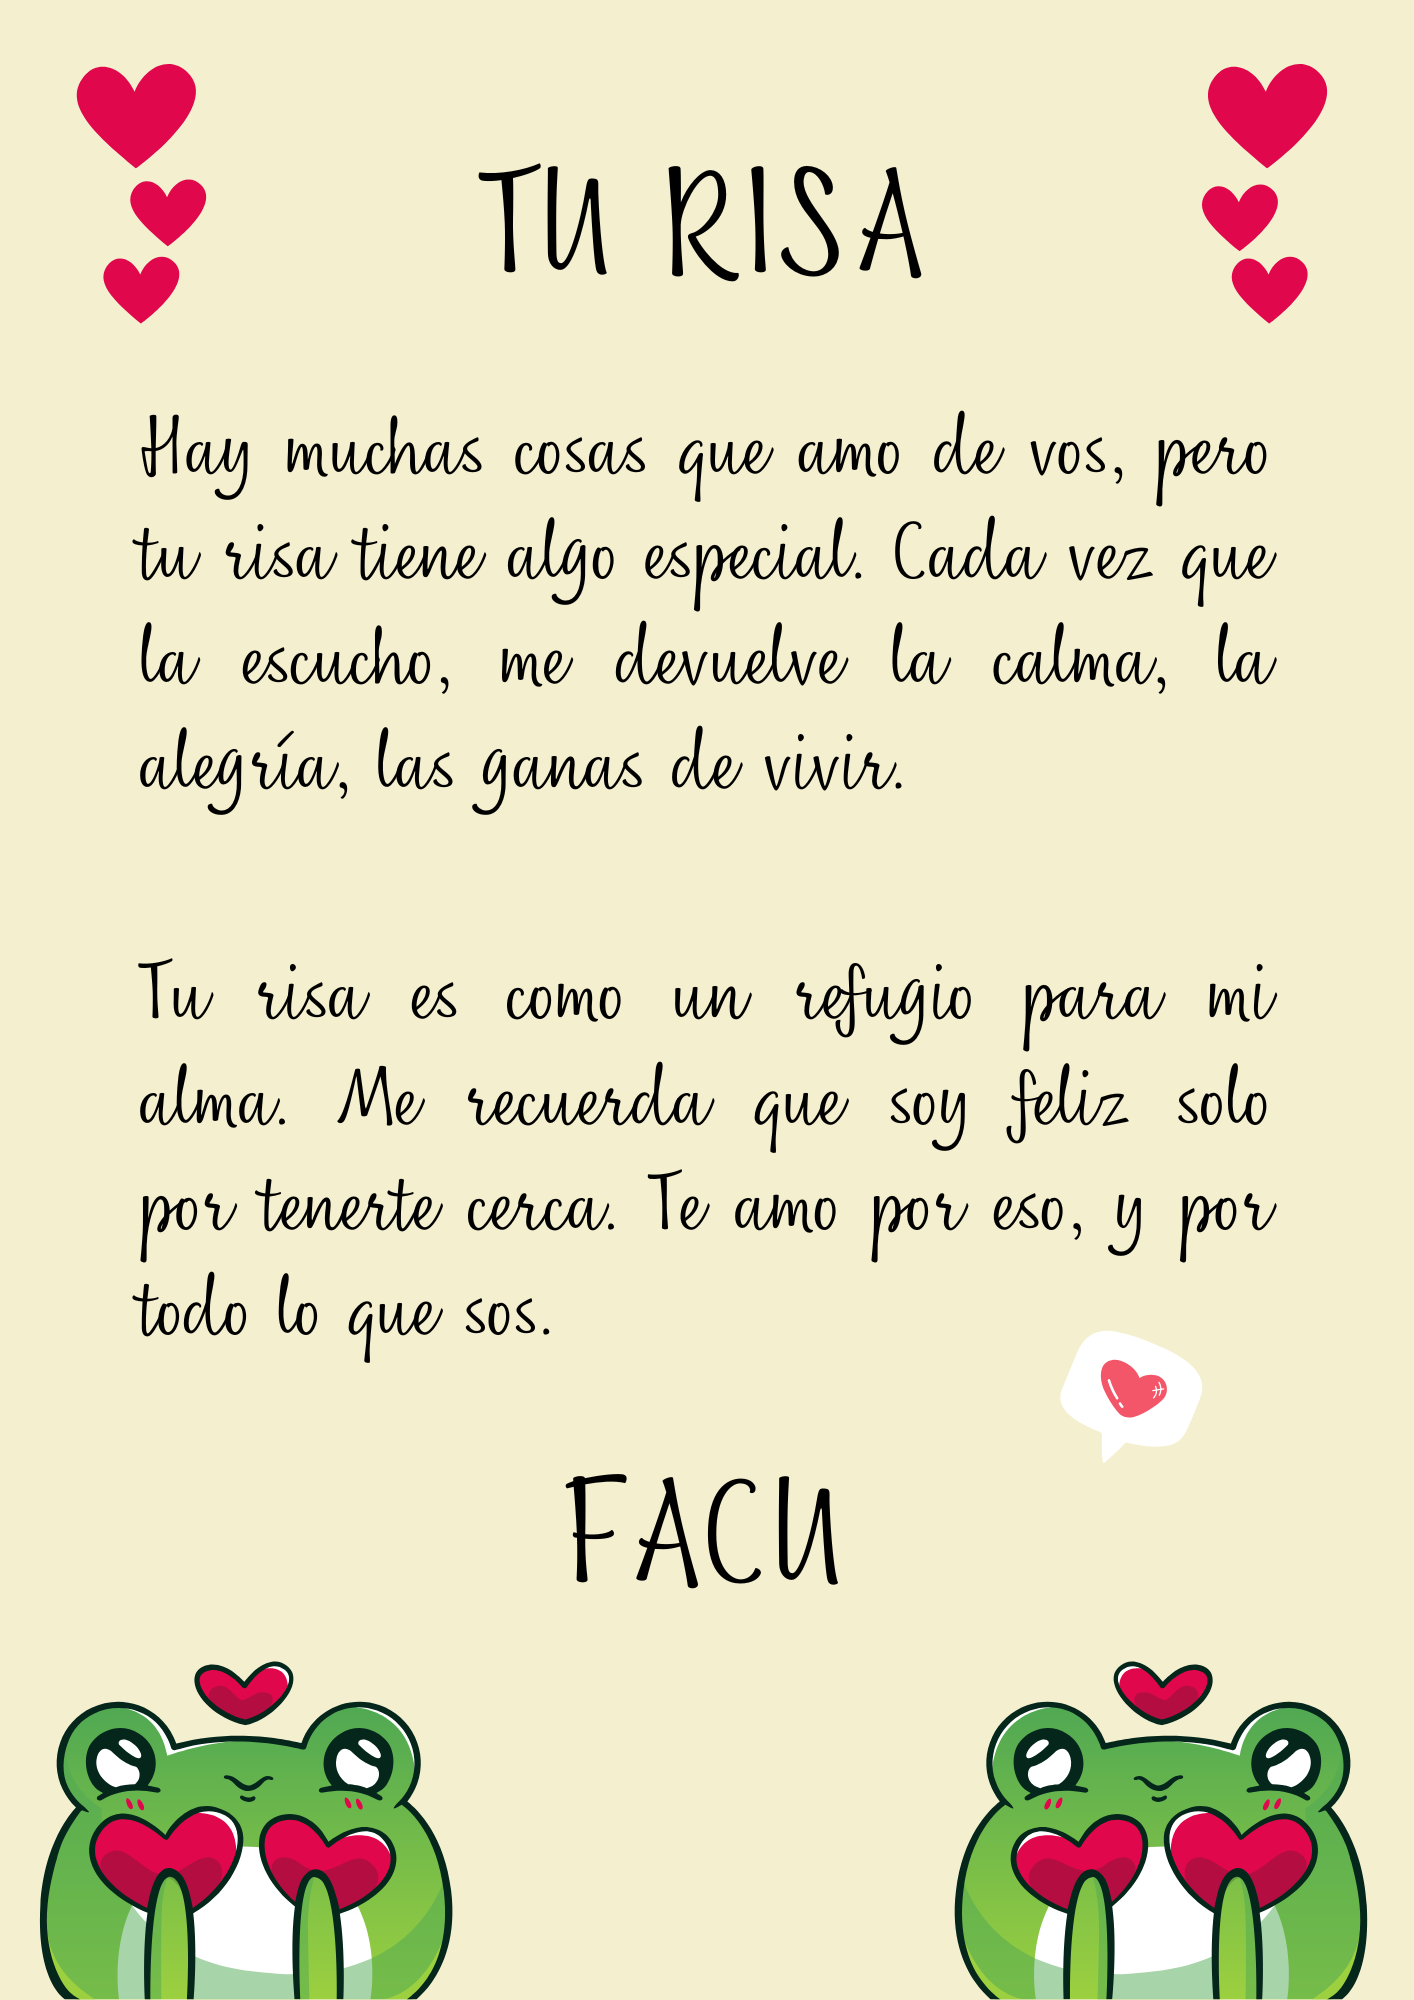 TU RISA
Hay muchas cosas que amo de vos, pero
tu risa tiene algo especial. Cada vez que
la escucho, me devuelve la calma, la
alegría, las ganas de vivir.
Tu risa es como un refugio para mi
alma. Me recuerda que soy feliz solo
por tenerte cerca. Te amo por eso, y por
todo lo que sos.
FACU